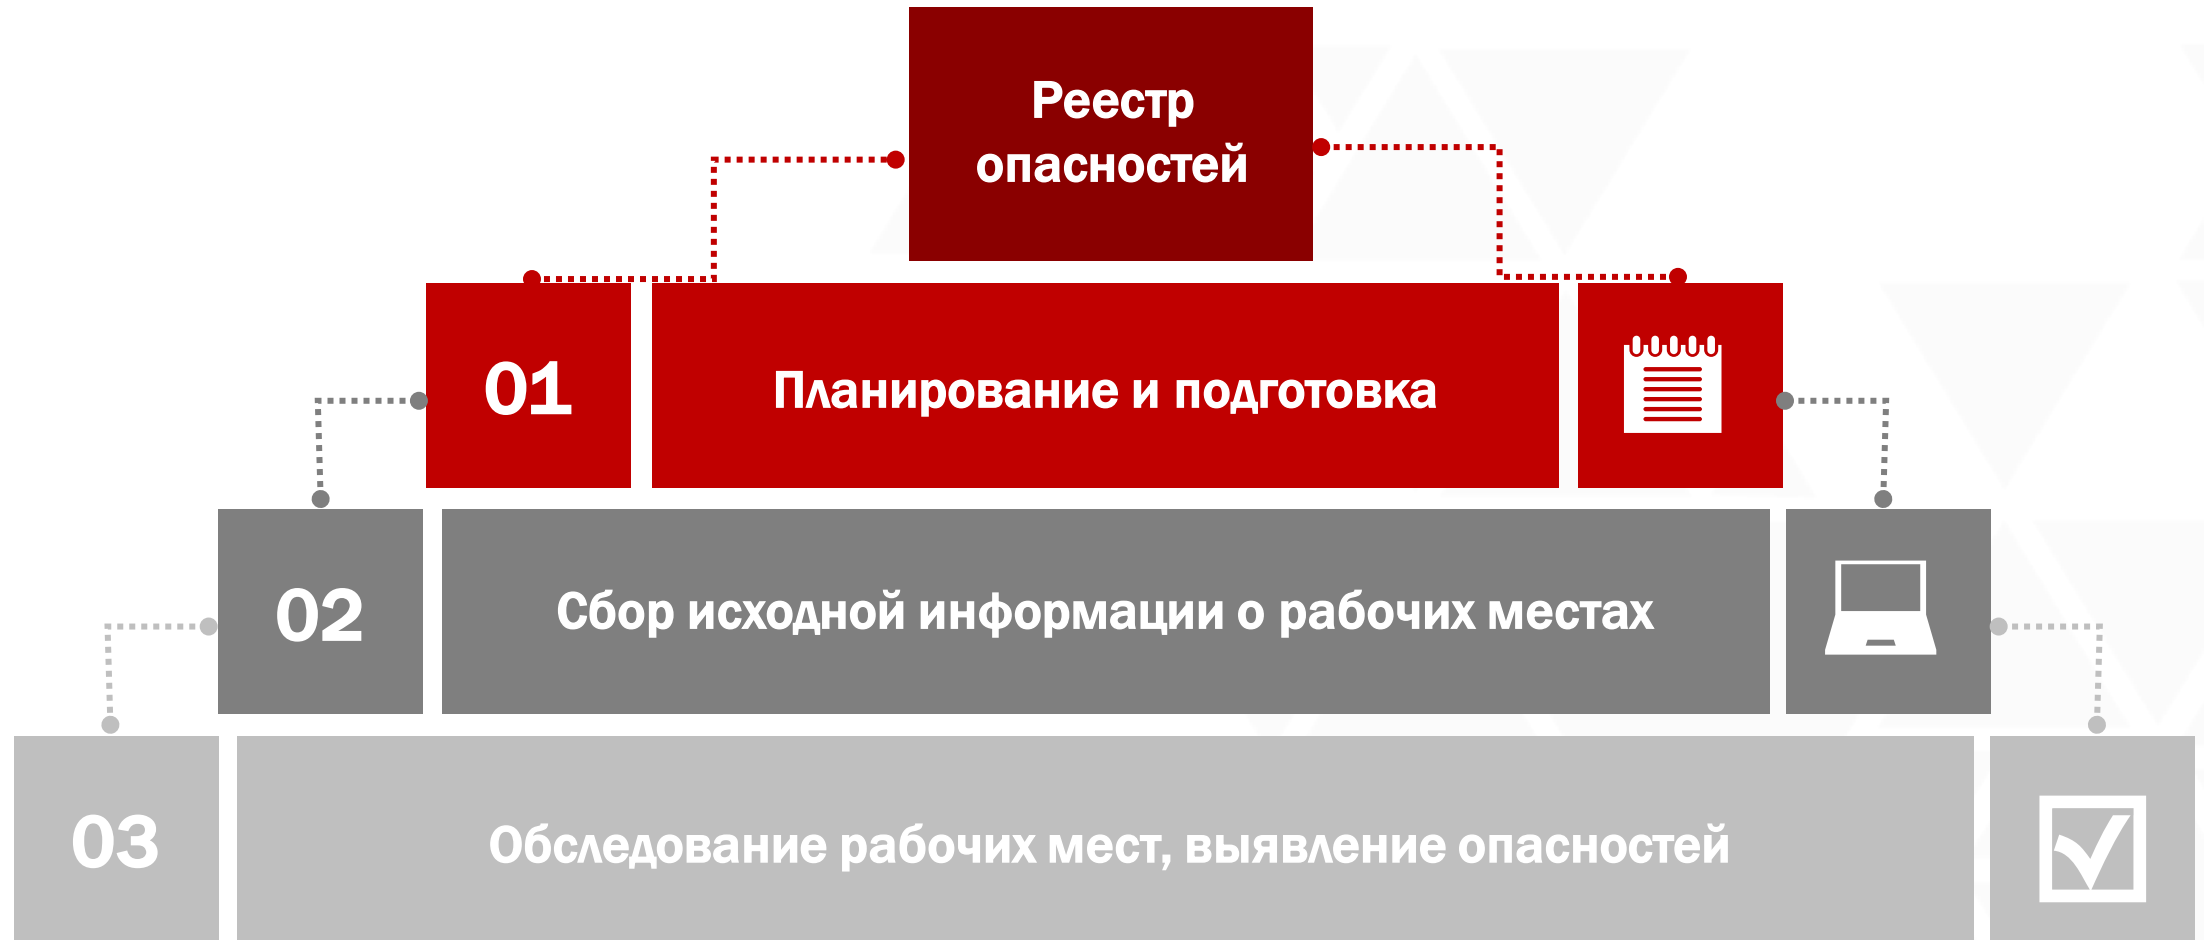 Реестр
опасностей
01
Планирование и подготовка
02
Сбор исходной информации о рабочих местах
03
Обследование рабочих мест, выявление опасностей